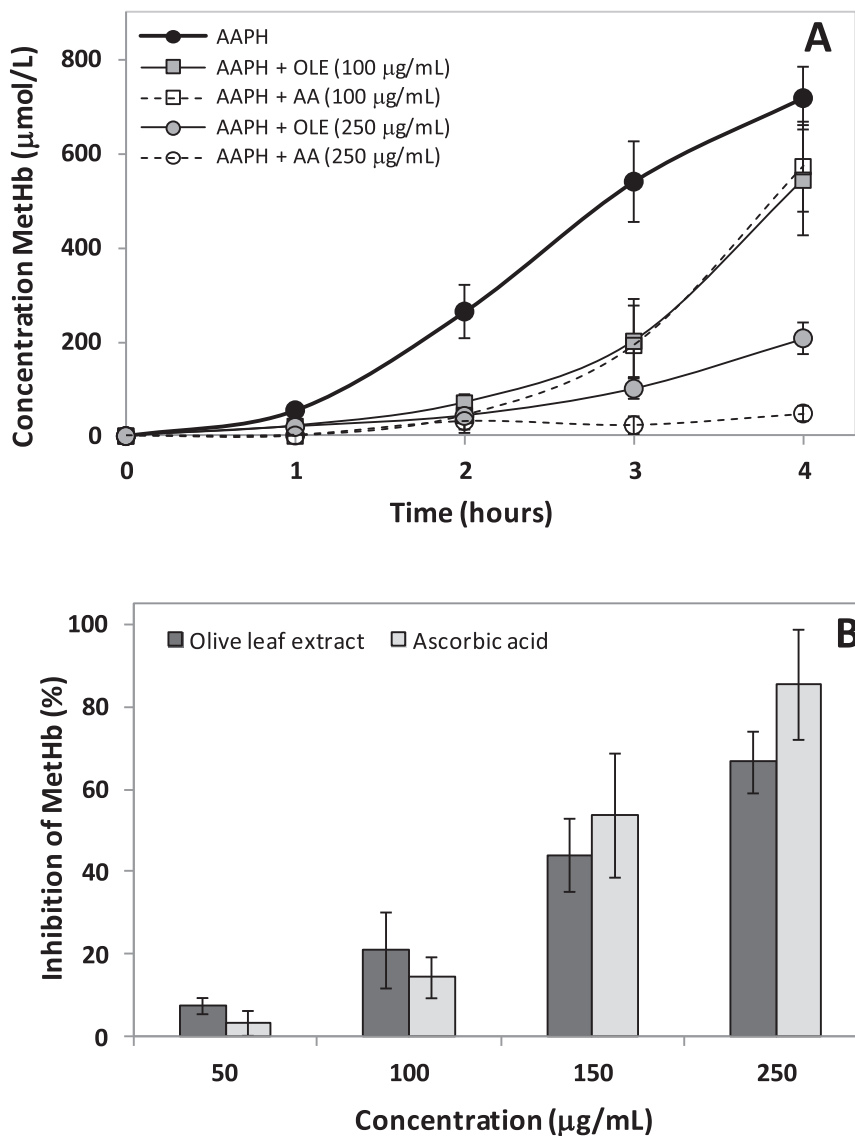 A
AAPH
AAPH + OLE (100 µg/mL)
AAPH + AA (100 µg/mL)
AAPH + OLE (250 µg/mL)
AAPH + AA (250 µg/mL)
Concentration MetHb (µmol/L)
800
600
400
200
0
0 1 2 3 4
Time (hours)
B
Olive leaf extract Ascorbic acid
Inhibition of MetHb (%)
100
80
60
40
20
0
50 100 150 250
Concentration (µg/mL)